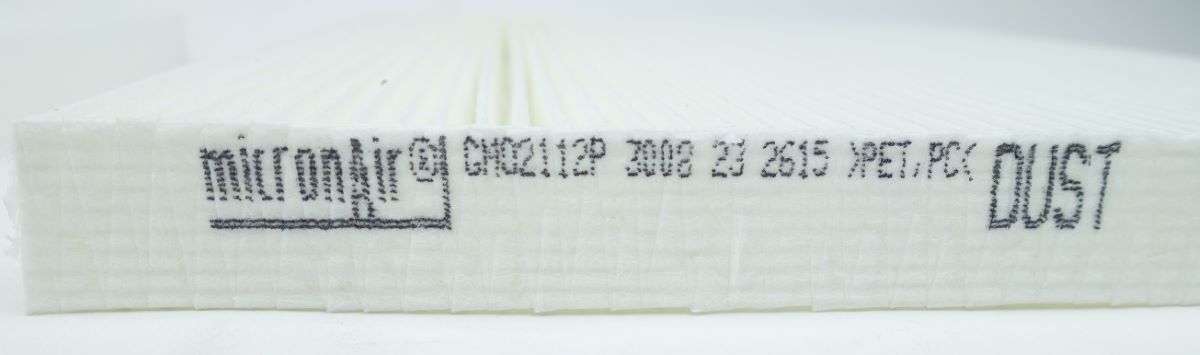 micronAir® CM02112P 3008 23 2615 >PET,PC< DUST